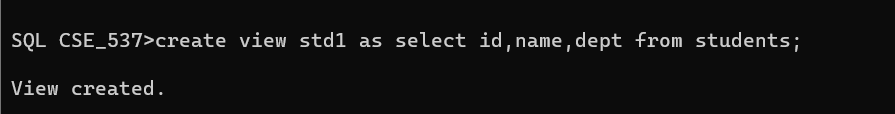 SQL CSE_537>create view std1 as select id,name,dept from students;
View created.